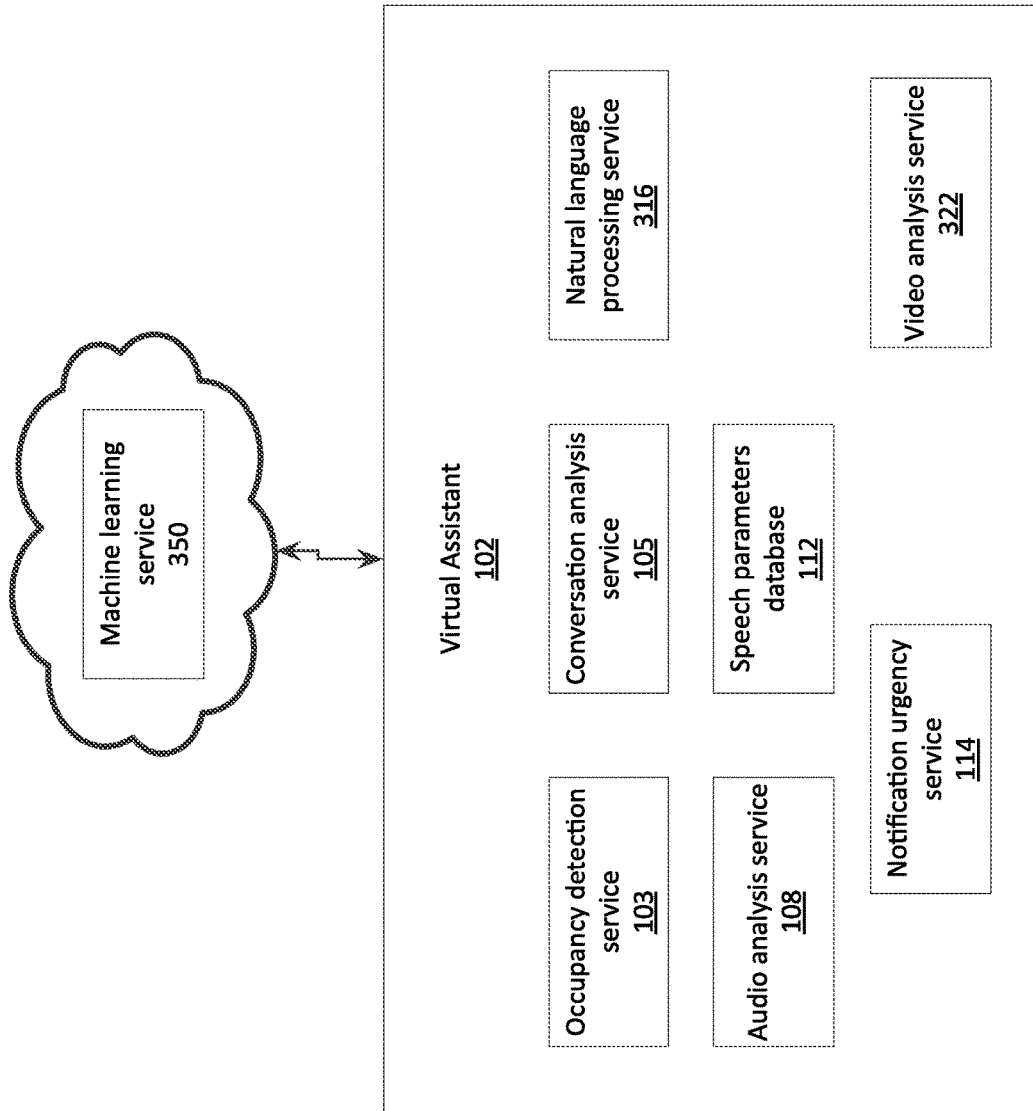 Machine learning
service
350
Virtual Assistant
102
Occupancy detection
service
103
Conversation analysis
service
105
Natural language
processing service
316
Audio analysis service
108
Speech parameters
database
112
Notification urgency
service
114
Video analysis service
322